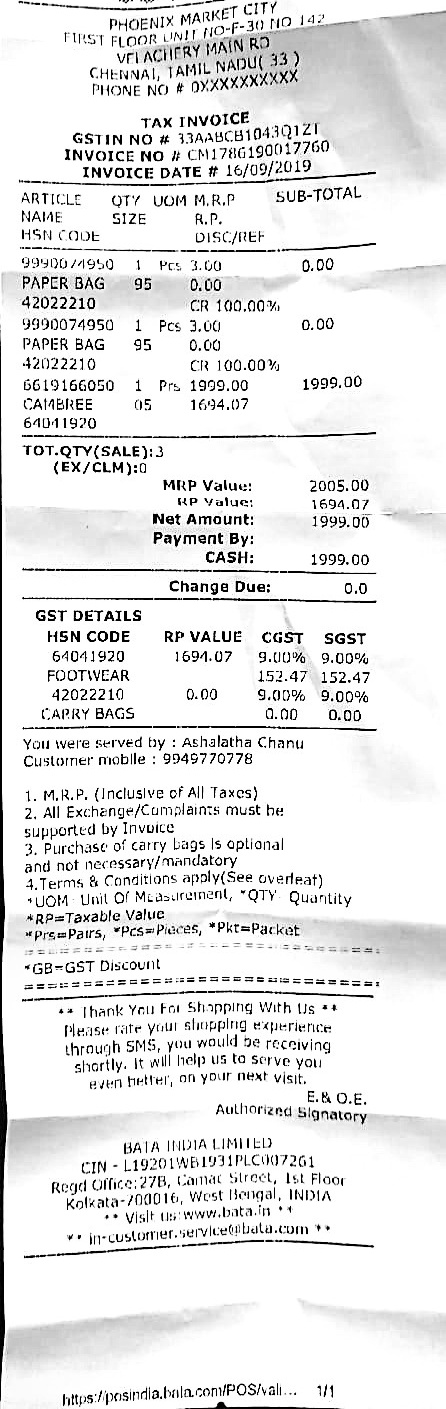 PHOENIX MARKET CITY
FIRST FLOOR UNIT NO-F-30 NO 142
VELACHERY MAIN RD
CHENNAI, TAMIL NADU( 33 )
PHONE NO # 0XXXXXXXXXX
TAX INVOICE
GSTIN NO # 33AABCB1043Q1ZT
INVOICE NO # CM1786190017760
INVOICE DATE # 16/09/2019
ARTICLE QTY UOM M.R.P SUB-TOTAL
NAME SIZE R.P.
HSN CODE DISC/REF
9990074950 1 Pcs 3.00 0.00
PAPER BAG 95 0.00
42022210 CR 100.00%
9990074950 1 Pcs 3.00 0.00
PAPER BAG 95 0.00
42022210 CR 100.00%
6619166050 1 Prs 1999.00 1999.00
CAMBREE 05 1694.07
64041920
TOT.QTY(SALE):3
(EX/CLM):0
MRP Value: 2005.00
RP Value: 1694.07
Net Amount: 1999.00
Payment By:
CASH: 1999.00
Change Due: 0.0
GST DETAILS
HSN CODE RP VALUE CGST SGST
64041920 1694.07 9.00% 9.00%
FOOTWEAR 152.47 152.47
42022210 0.00 9.00% 9.00%
CARRY BAGS 0.00 0.00
You were served by : Ashalatha Chanu
Customer mobile : 9949770778
1. M.R.P. (Inclusive of All Taxes)
2. All Exchange/Complaints must be
supported by Invoice
3. Purchase of carry bags is optional
and not necessary/mandatory
4.Terms & Conditions apply(See overleaf)
*UOM Unit Of Measurement, *QTY Quantity
*RP=Taxable Value
*Prs=Pairs, *Pcs=Pieces, *Pkt=Packet
*GB=GST Discount
** Thank You For Shopping With Us **
Please rate your shopping experience
through SMS, you would be receiving
shortly. It will help us to serve you
even better, on your next visit.
E.& O.E.
Authorized Signatory
BATA INDIA LIMITED
CIN - L19201WB1931PLC007261
Regd Office:27B, Camac Street, 1st Floor
Kolkata-700016, West Bengal, INDIA
** Visit us:www.bata.in **
** in-customer.service@bata.com **
https://posindia.bata.com/POS/vali... 1/1